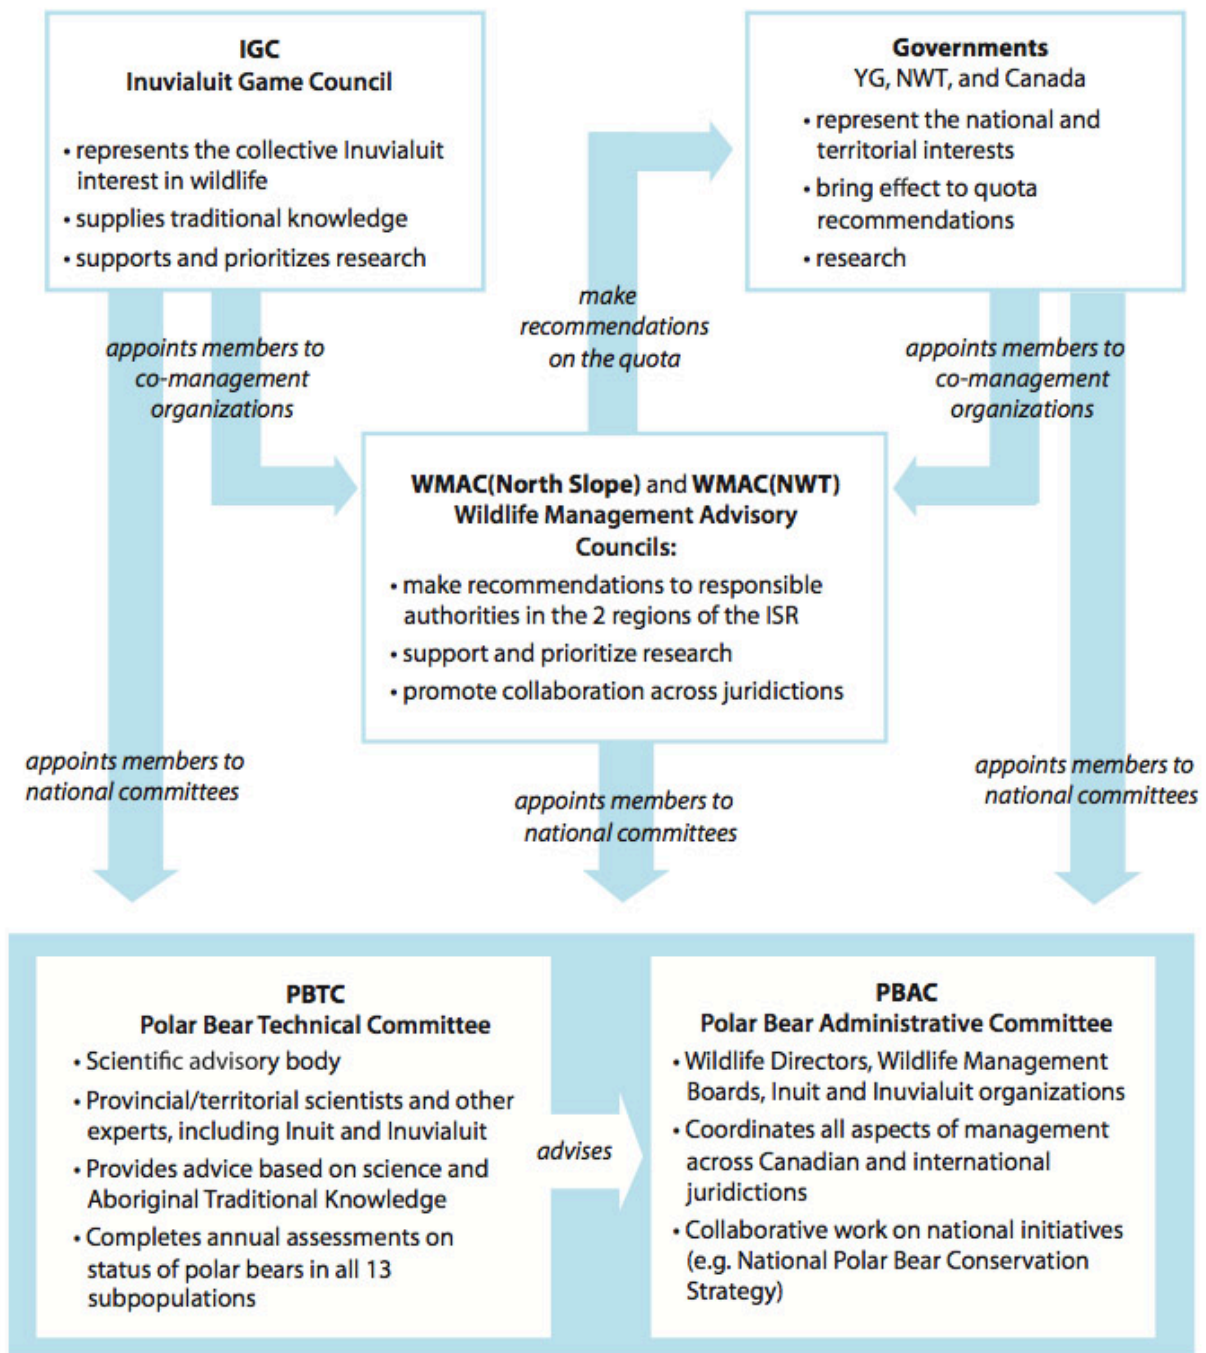 IGC
Inuvialuit Game Council
• represents the collective Inuvialuit
interest in wildlife
• supplies traditional knowledge
• supports and prioritizes research
Governments
YG, NWT, and Canada
• represent the national and
territorial interests
• bring effect to quota
recommendations
• research
make
recommendations
on the quota
appoints members to
co-management
organizations
appoints members to
co-management
organizations
WMAC(North Slope) and WMAC(NWT)
Wildlife Management Advisory
Councils:
• make recommendations to responsible
authorities in the 2 regions of the ISR
• support and prioritize research
• promote collaboration across juridictions
appoints members to
national committees
appoints members to
national committees
appoints members to
national committees
PBTC
Polar Bear Technical Committee
• Scientific advisory body
• Provincial/territorial scientists and other
experts, including Inuit and Inuvialuit
• Provides advice based on science and
Aboriginal Traditional Knowledge
• Completes annual assessments on
status of polar bears in all 13
subpopulations
advises
PBAC
Polar Bear Administrative Committee
• Wildlife Directors, Wildlife Management
Boards, Inuit and Inuvialuit organizations
• Coordinates all aspects of management
across Canadian and international
juridictions
• Collaborative work on national initiatives
(e.g. National Polar Bear Conservation
Strategy)